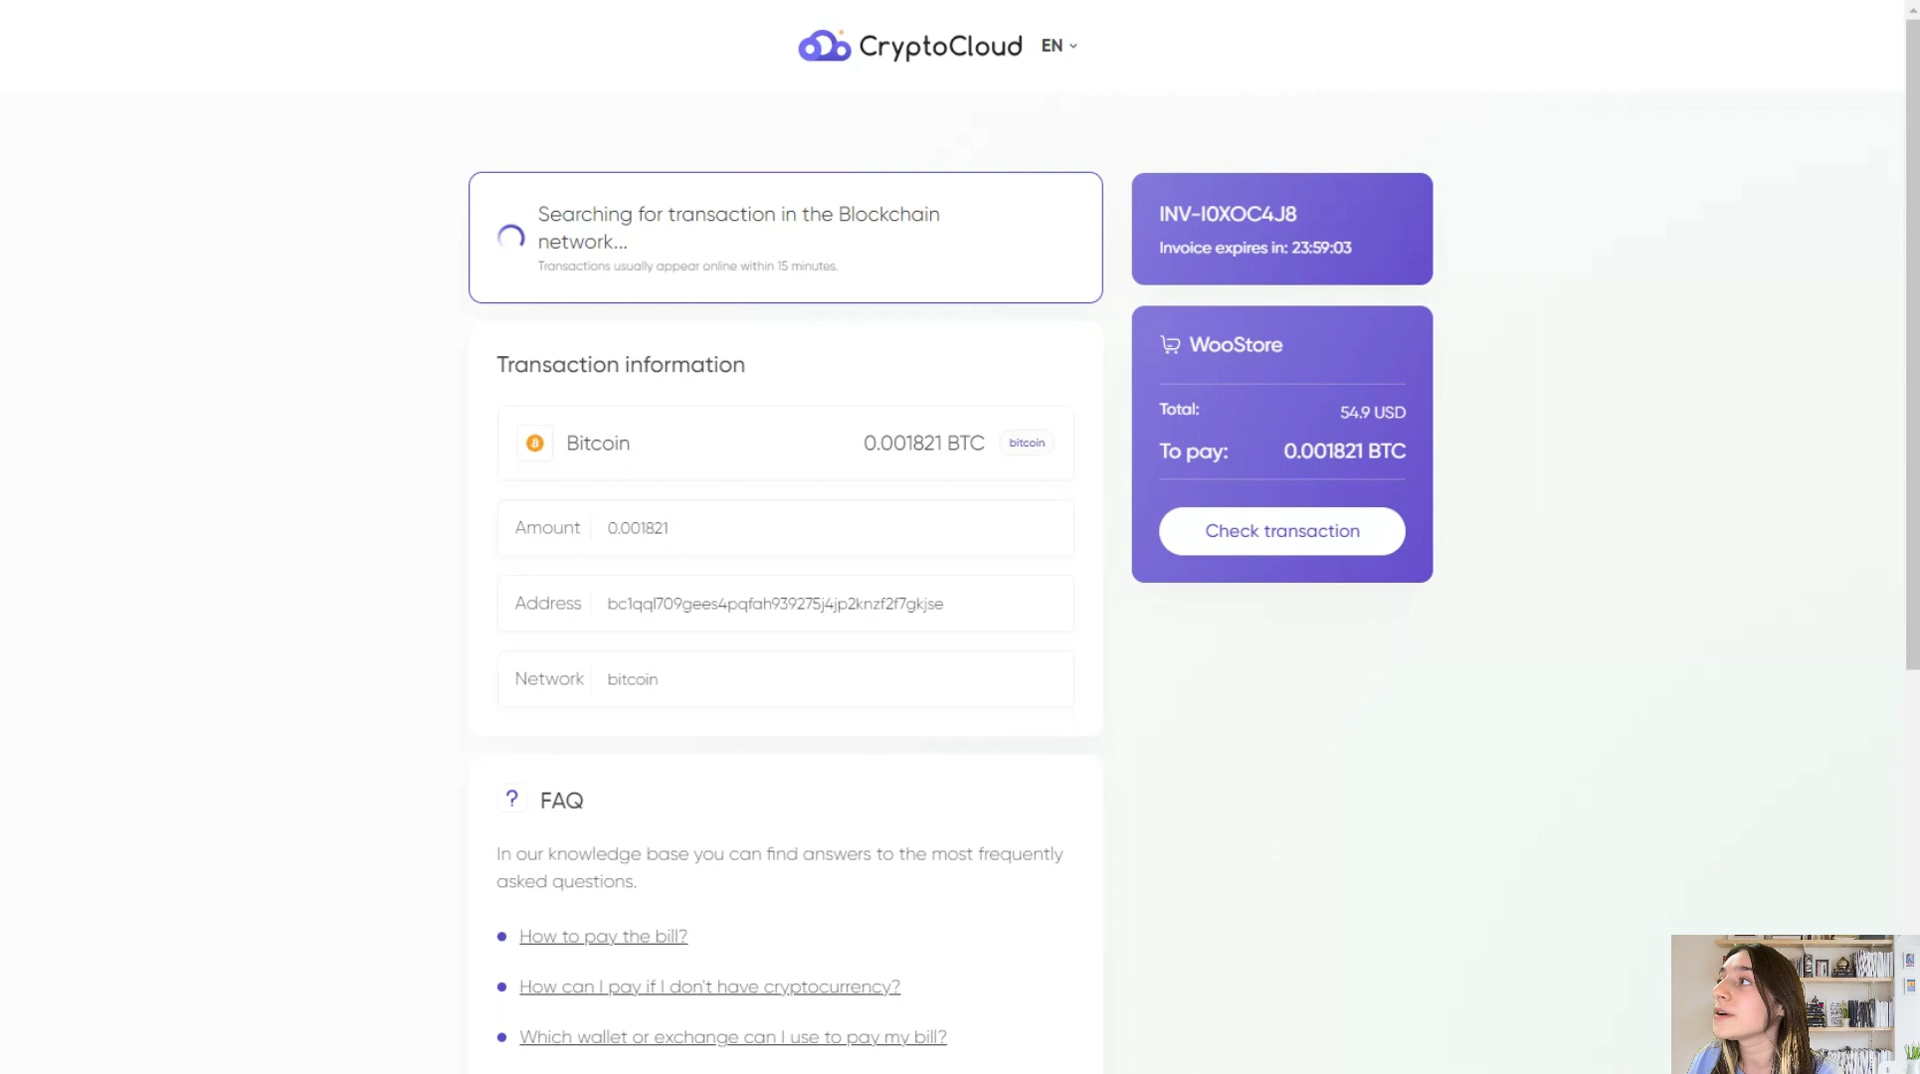 CryptoCloud EN
Searching for transaction in the Blockchain
network...
Transactions usually appear online within 15 minutes.
INV-I0XOC4J8
Invoice expires in: 23:59:03
Transaction information
Bitcoin 0.001821 BTC bitcoin
Amount 0.001821
Address bc1qql709gees4pqfah939275j4jp2knzf2f7gkjse
Network bitcoin
WooStore
Total: 54.9 USD
To pay: 0.001821 BTC
Check transaction
? FAQ
In our knowledge base you can find answers to the most frequently
asked questions.
How to pay the bill?
How can I pay if I don't have cryptocurrency?
Which wallet or exchange can I use to pay my bill?